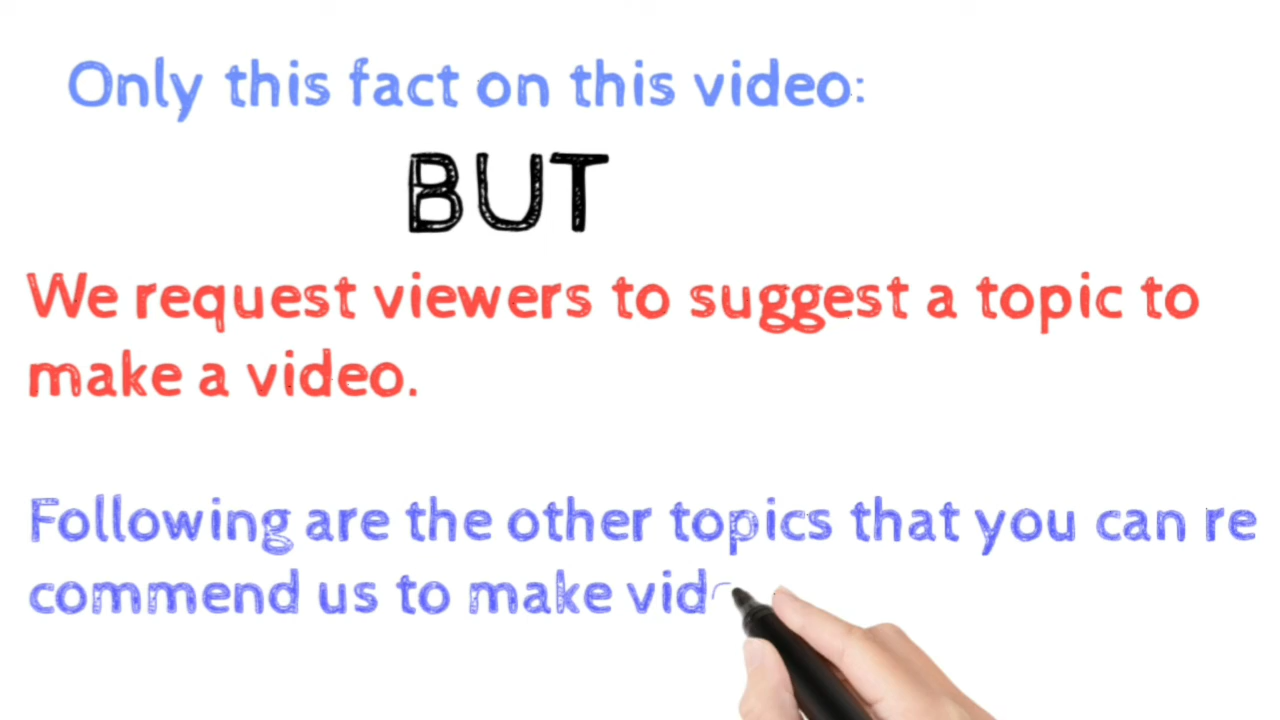 Only this fact on this video:
BUT
We request viewers to suggest a topic to
make a video.
Following are the other topics that you can re
commend us to make vid